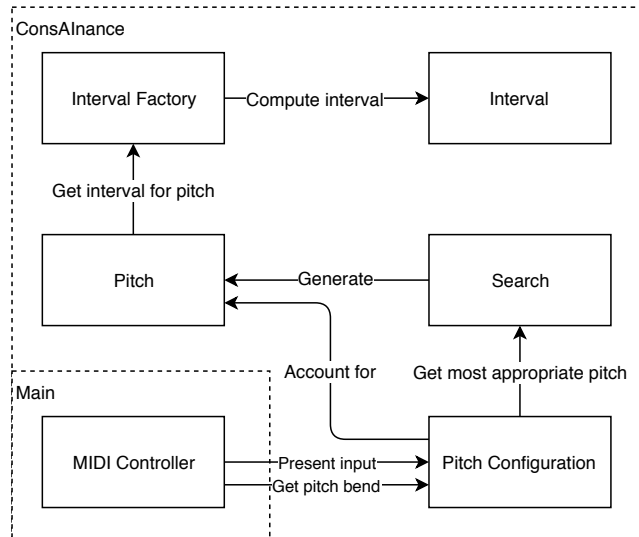 ConsAInance
Interval Factory
Compute interval
Interval
Get interval for pitch
Pitch
Generate
Search
Account for
Get most appropriate pitch
Main
MIDI Controller
Present input
Get pitch bend
Pitch Configuration